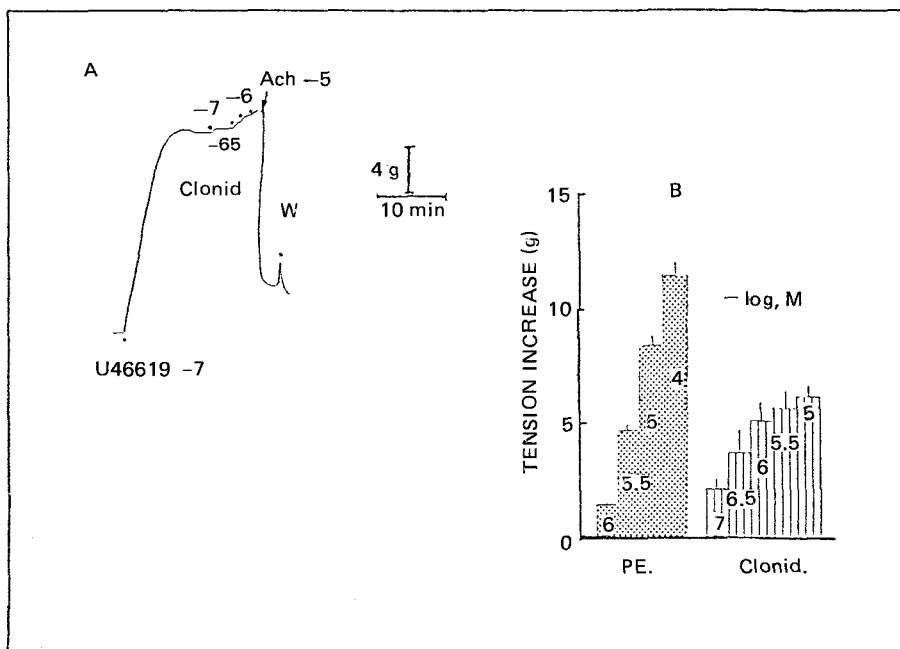 A
Ach −5
−7 −6
−65
Clonid
W
4 g
10 min
U46619 −7
B
TENSION INCREASE (g)
15
10
5
0
− log, M
6
5.5
5
4
7
6.5
6
5.5
5
PE.
Clonid.